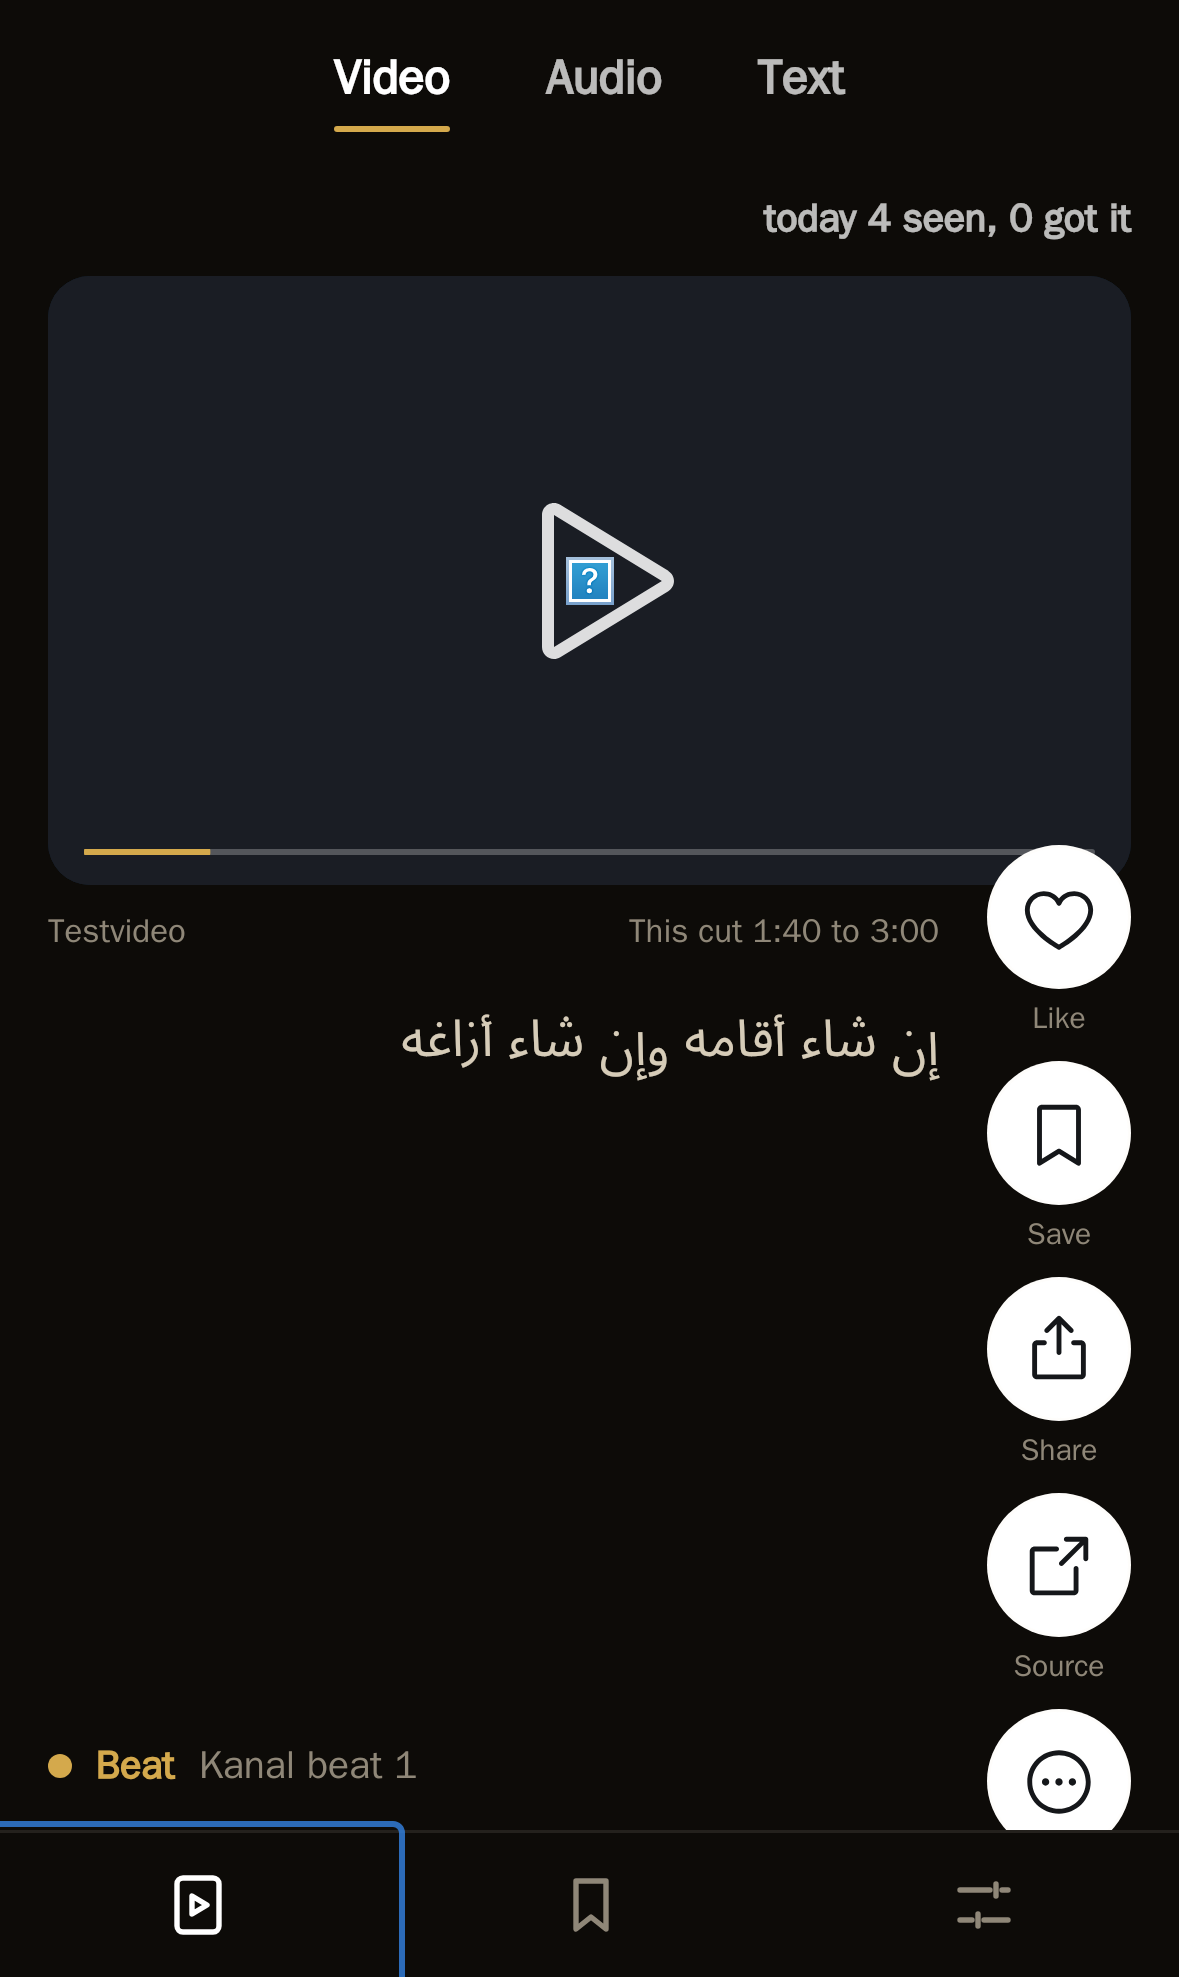 Video Audio Text
today 4 seen, 0 got it
?
Testvideo This cut 1:40 to 3:00
Like
إن شاء أقامه وإن شاء أزاغه
Save
Share
Source
Beat Kanal beat 1